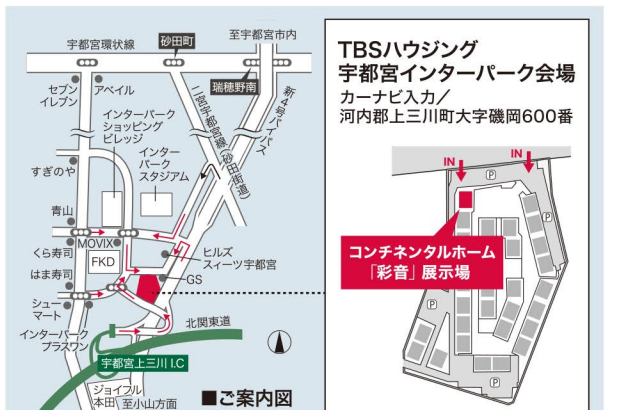 宇都宮環状線
砂田町
至宇都宮市内
瑞穂野南
セブン
イレブン
アベイル
インターパーク
ショッピング
ビレッジ
二宮宇都宮線(砂田街道)
新4号バイパス
インター
パーク
スタジアム
すぎのや
青山
MOVIX
くら寿司
FKD
ヒルズ
スィーツ宇都宮
はま寿司
GS
シュー
マート
インターパーク
プラスワン
北関東道
宇都宮上三川 I.C
ジョイフル
本田
至小山方面
■ご案内図
TBSハウジング
宇都宮インターパーク会場
カーナビ入力/
河内郡上三川町大字磯岡600番
IN
IN
P
コンチネンタルホーム
「彩音」展示場
P
P
P